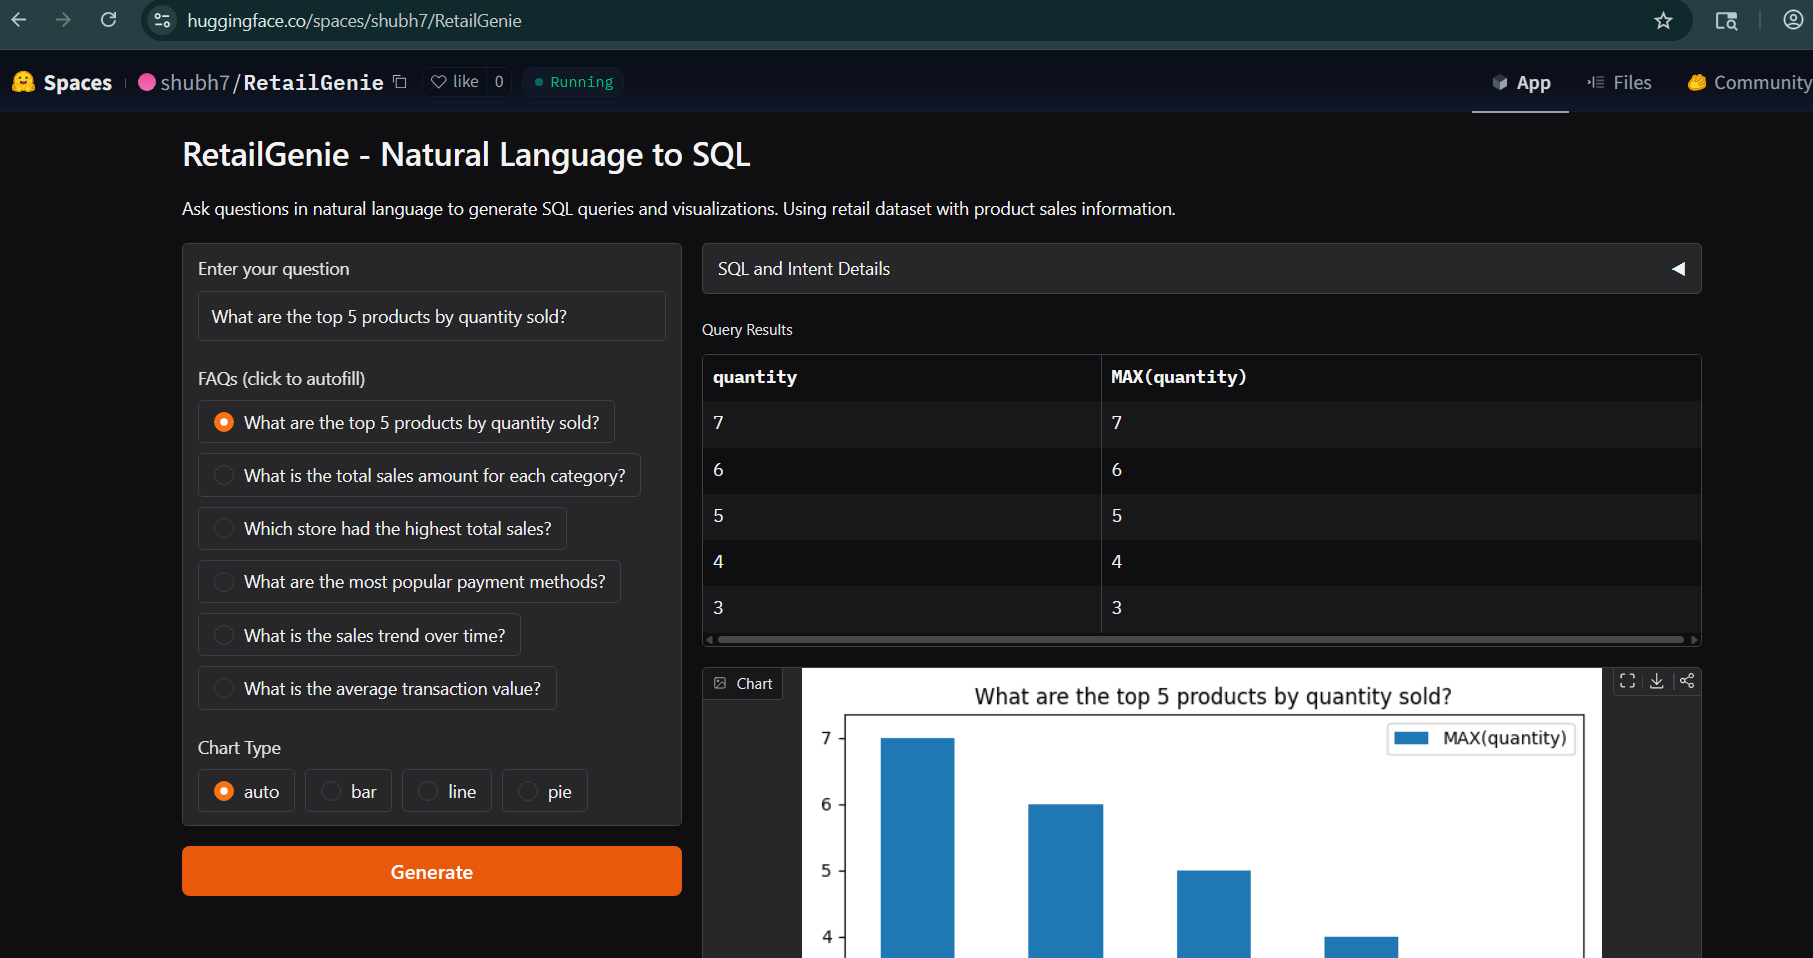 huggingface.co/spaces/shubh7/RetailGenie
Spaces
shubh7/RetailGenie
like 0
Running
App
Files
Community
RetailGenie - Natural Language to SQL
Ask questions in natural language to generate SQL queries and visualizations. Using retail dataset with product sales information.
Enter your question
What are the top 5 products by quantity sold?
FAQs (click to autofill)
What are the top 5 products by quantity sold?
What is the total sales amount for each category?
Which store had the highest total sales?
What are the most popular payment methods?
What is the sales trend over time?
What is the average transaction value?
Chart Type
auto bar line pie
Generate
SQL and Intent Details
Query Results
quantity MAX(quantity)
7 7
6 6
5 5
4 4
3 3
Chart
What are the top 5 products by quantity sold?
MAX(quantity)
7
6
5
4